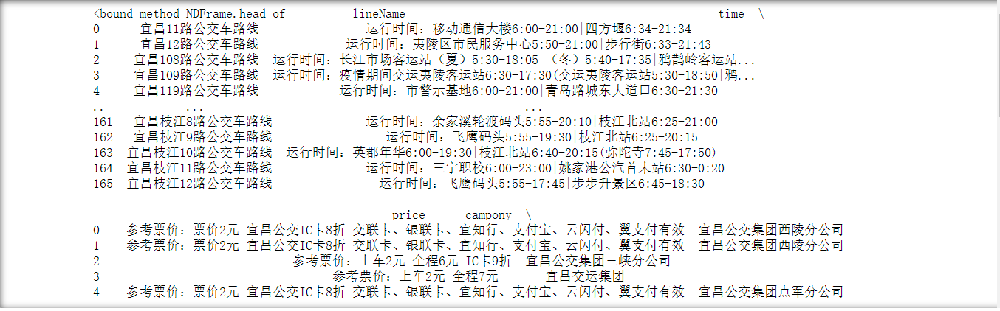 <bound method NDFrame.head of lineName time \
0 宜昌11路公交车路线 运行时间：移动通信大楼6:00-21:00|四方堰6:34-21:34
1 宜昌12路公交车路线 运行时间：夷陵区市民服务中心5:50-21:00|步行街6:33-21:43
2 宜昌108路公交车路线 运行时间：长江市场客运站（夏）5:30-18:05 （冬）5:40-17:35|鸦鹊岭客运站...
3 宜昌109路公交车路线 运行时间：疫情期间交运夷陵客运站6:30-17:30(交运夷陵客运站5:30-18:50|鸦...
4 宜昌119路公交车路线 运行时间：市警示基地6:00-21:00|青岛路城东大道口6:30-21:30
.. ... ...
161 宜昌枝江8路公交车路线 运行时间：余家溪轮渡码头5:55-20:10|枝江北站6:25-21:00
162 宜昌枝江9路公交车路线 运行时间：飞鹰码头5:55-19:30|枝江北站6:25-20:15
163 宜昌枝江10路公交车路线 运行时间：英郡年华6:00-19:30|枝江北站6:40-20:15(弥陀寺7:45-17:50)
164 宜昌枝江11路公交车路线 运行时间：三宁职校6:00-23:00|姚家港公汽首末站6:30-0:20
165 宜昌枝江12路公交车路线 运行时间：飞鹰码头5:55-17:45|步步升景区6:45-18:30
price campony \
0 参考票价：票价2元 宜昌公交IC卡8折 交联卡、银联卡、宜知行、支付宝、云闪付、翼支付有效 宜昌公交集团西陵分公司
1 参考票价：票价2元 宜昌公交IC卡8折 交联卡、银联卡、宜知行、支付宝、云闪付、翼支付有效 宜昌公交集团西陵分公司
2 参考票价：上车2元 全程6元 IC卡9折 宜昌公交集团三峡分公司
3 参考票价：上车2元 全程7元 宜昌交运集团
4 参考票价：票价2元 宜昌公交IC卡8折 交联卡、银联卡、宜知行、支付宝、云闪付、翼支付有效 宜昌公交集团点军分公司